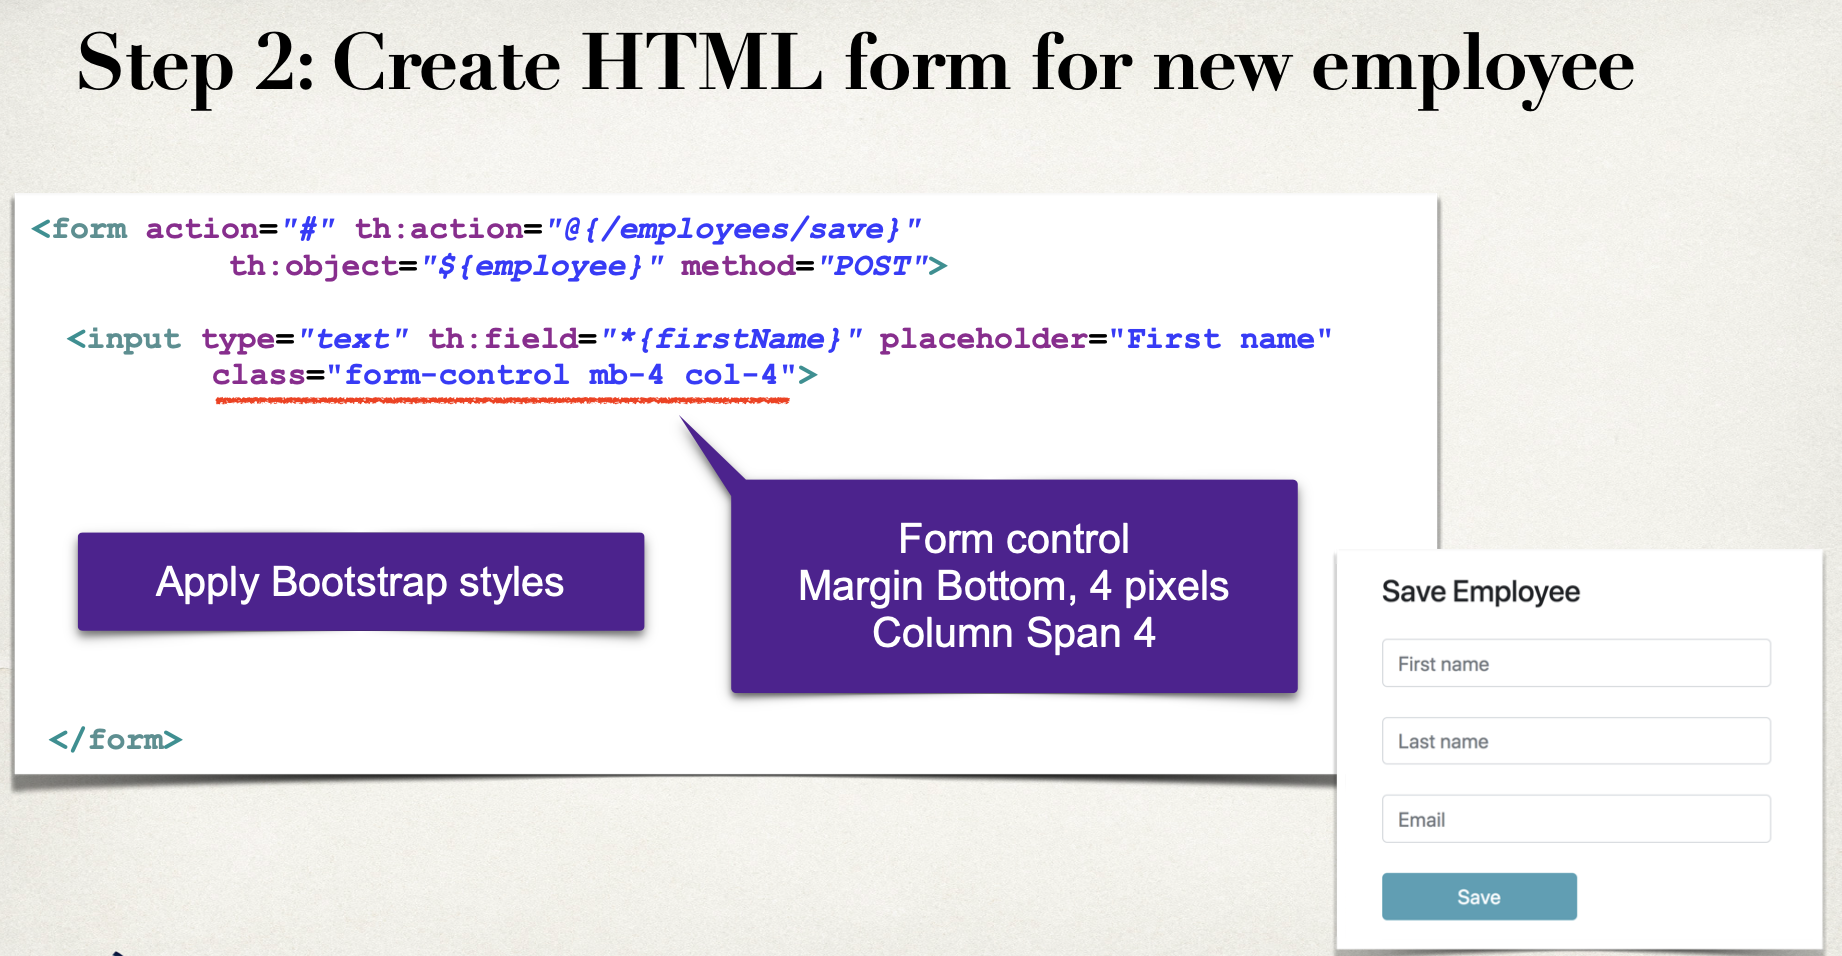 Step 2: Create HTML form for new employee
<form action="#" th:action="@{/employees/save}"
th:object="${employee}" method="POST">
<input type="text" th:field="*{firstName}" placeholder="First name"
class="form-control mb-4 col-4">
Apply Bootstrap styles
Form control
Margin Bottom, 4 pixels
Column Span 4
</form>
Save Employee
First name
Last name
Email
Save